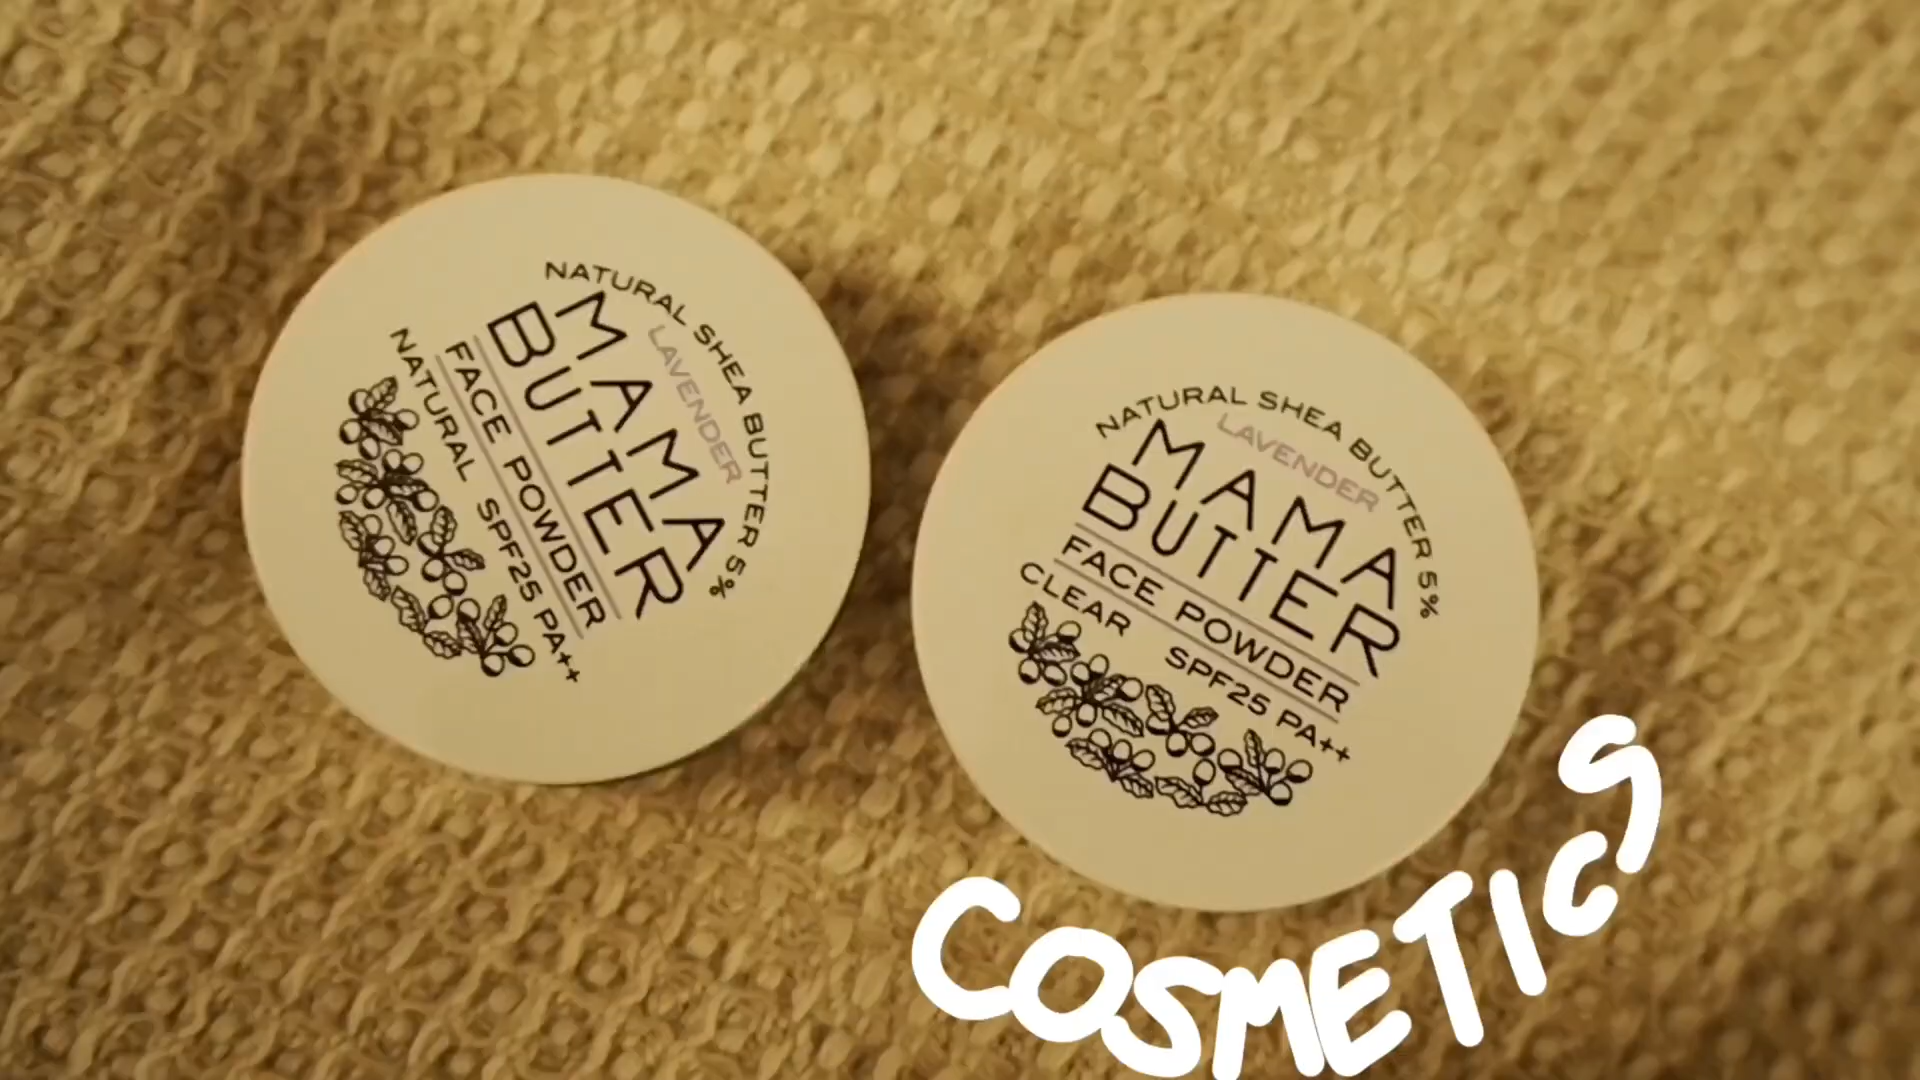 NATURAL SHEA BUTTER 5%
LAVENDER
MAMA
BUTTER
FACE POWDER
NATURAL SPF25 PA++
NATURAL SHEA BUTTER 5%
LAVENDER
MAMA
BUTTER
FACE POWDER
CLEAR SPF25 PA++
COSMETICS